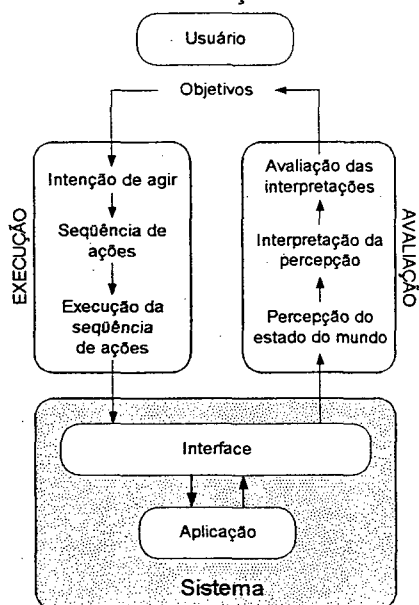 Usuário
Objetivos
EXECUÇÃO
Intenção de agir
Seqüência de
ações
Execução da
seqüência
de ações
Avaliação das
interpretações
Interpretação da
percepção
Percepção do
estado do mundo
AVALIAÇÃO
Interface
Aplicação
Sistema